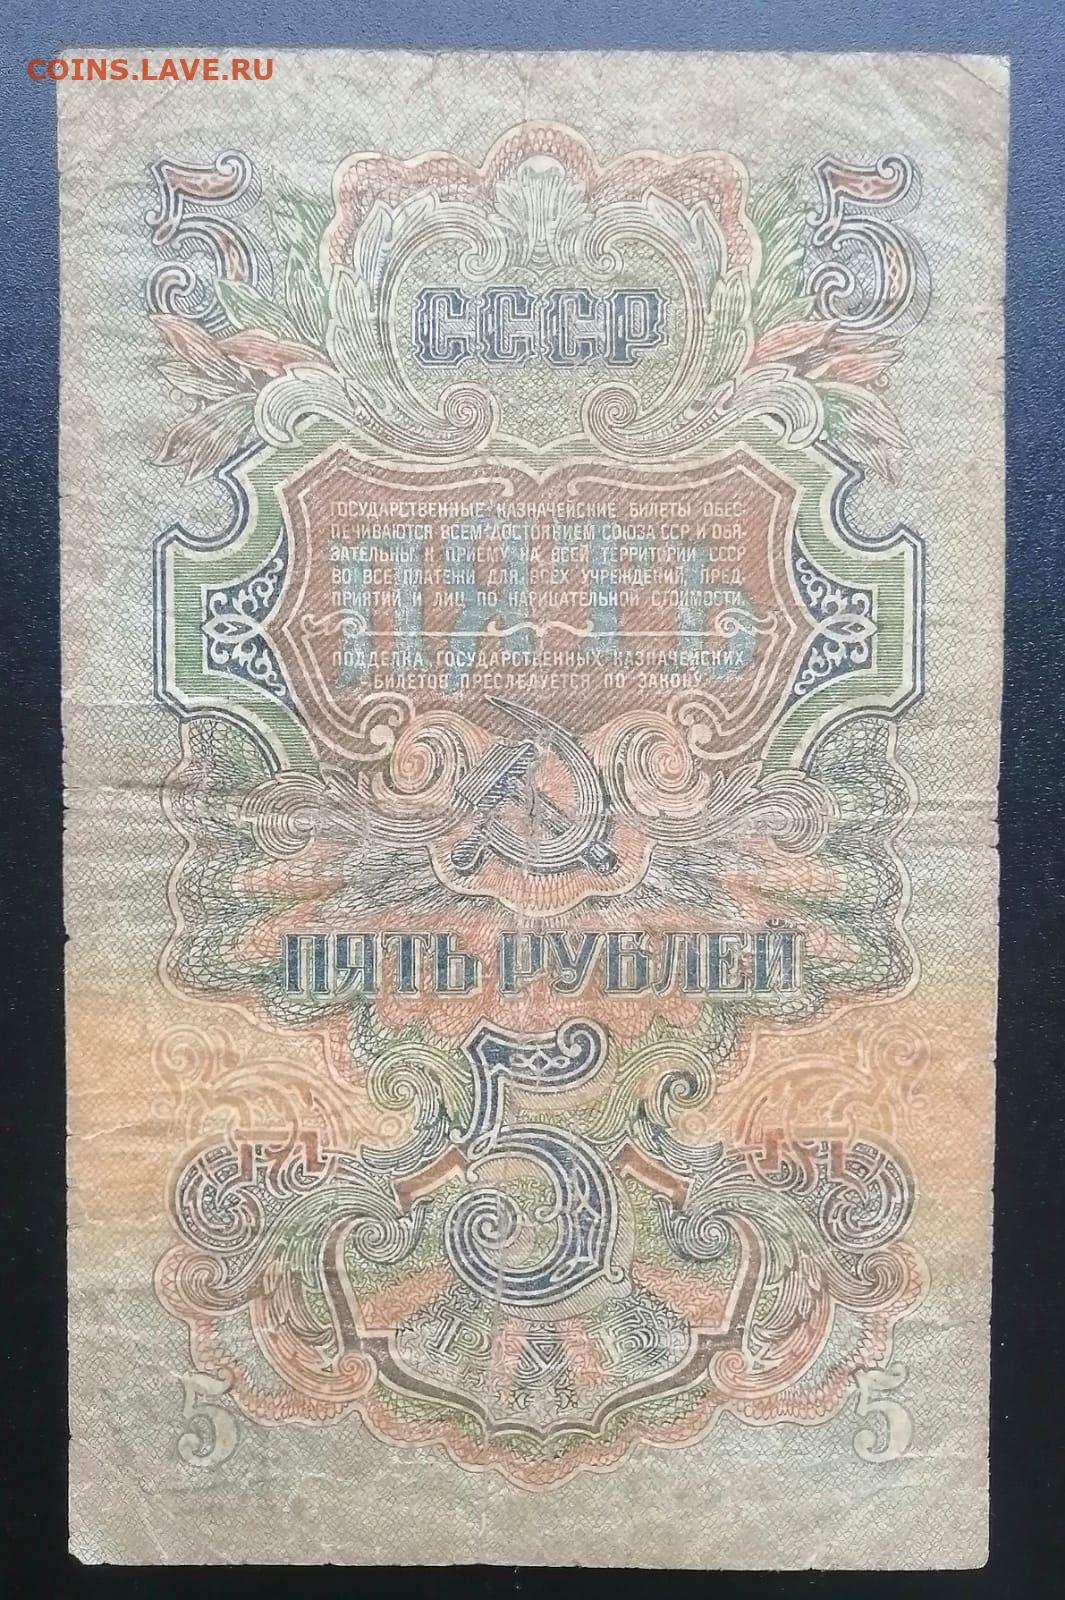 COINS.LAVE.RU
5 5
СССР
ГОСУДАРСТВЕННЫЕ КАЗНАЧЕЙСКИЕ БИЛЕТЫ ОБЕС-
ПЕЧИВАЮТСЯ ВСЕМ ДОСТОЯНИЕМ СОЮЗА ССР И ОБЯ-
ЗАТЕЛЬНЫ К ПРИЕМУ НА ВСЕЙ ТЕРРИТОРИИ СССР
ВО ВСЕ ПЛАТЕЖИ ДЛЯ ВСЕХ УЧРЕЖДЕНИЙ, ПРЕД-
ПРИЯТИЙ И ЛИЦ ПО НАРИЦАТЕЛЬНОЙ СТОИМОСТИ.
ПЯТЬ
ПОДДЕЛКА ГОСУДАРСТВЕННЫХ КАЗНАЧЕЙСКИХ
БИЛЕТОВ ПРЕСЛЕДУЕТСЯ ПО ЗАКОНУ.
ПЯТЬ РУБЛЕЙ
5
РУБ
5 5